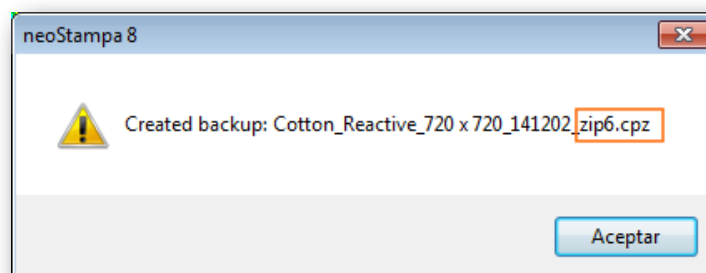 neoStampa 8
Created backup: Cotton_Reactive_720 x 720_141202_zip6.cpz
Aceptar